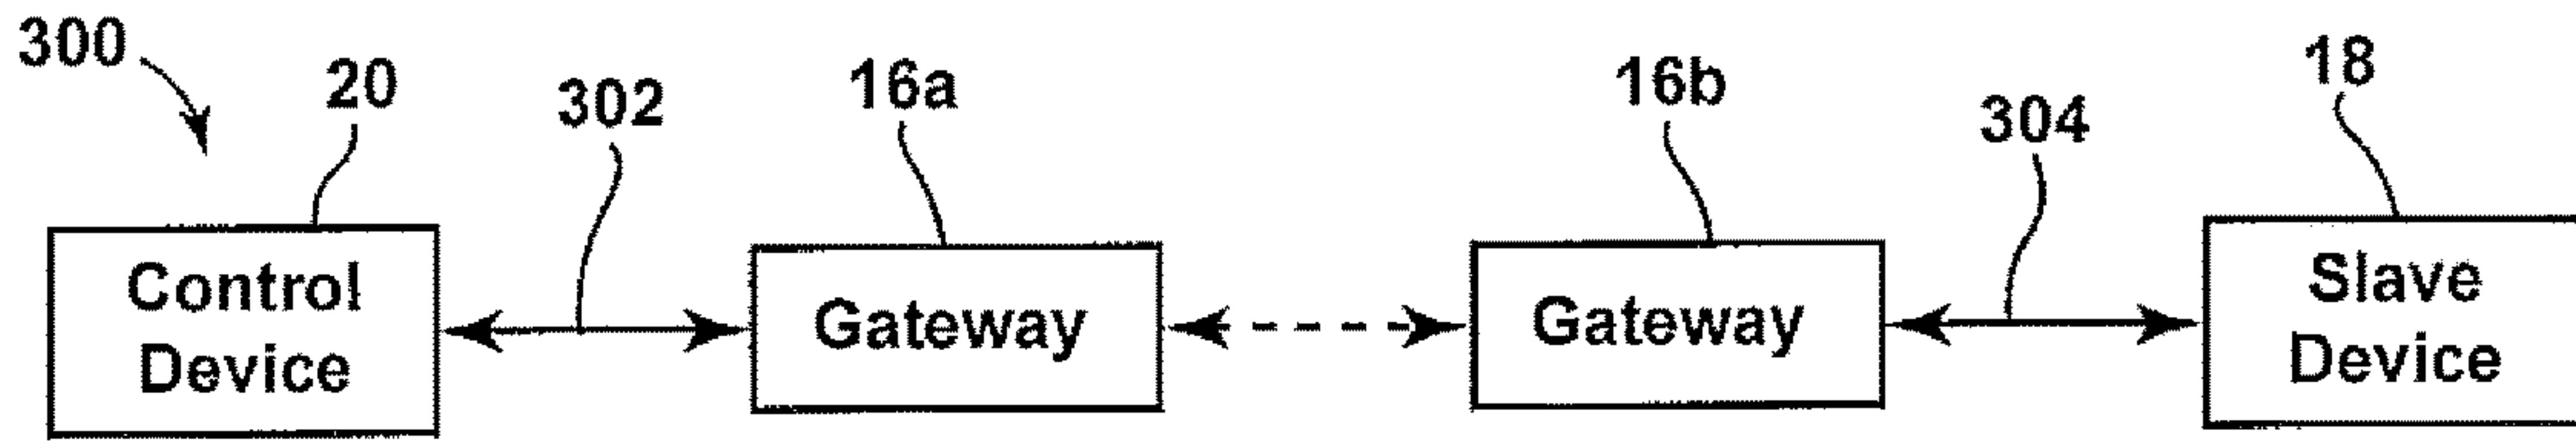 300
20
302
16a
16b
304
18
Control
Device
Gateway
Gateway
Slave
Device